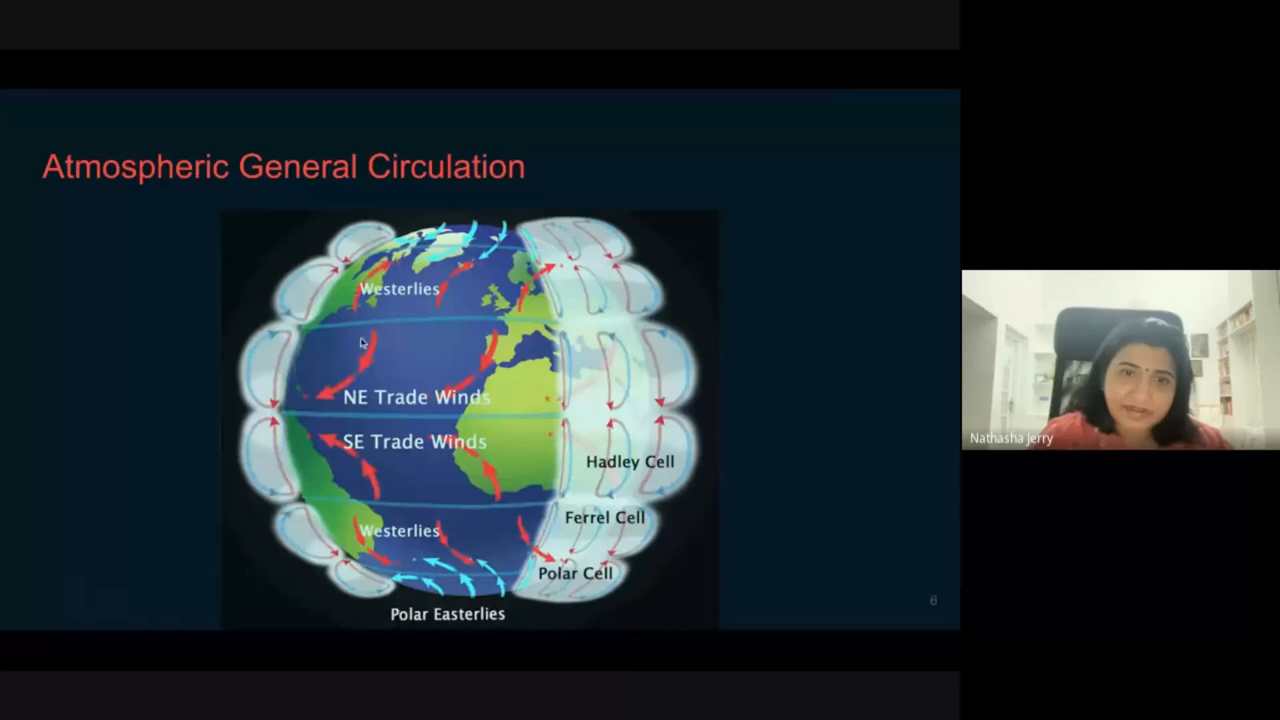 Atmospheric General Circulation
Westerlies
NE Trade Winds
SE Trade Winds
Hadley Cell
Ferrel Cell
Westerlies
Polar Cell
Polar Easterlies
6
Nathasha Jerry